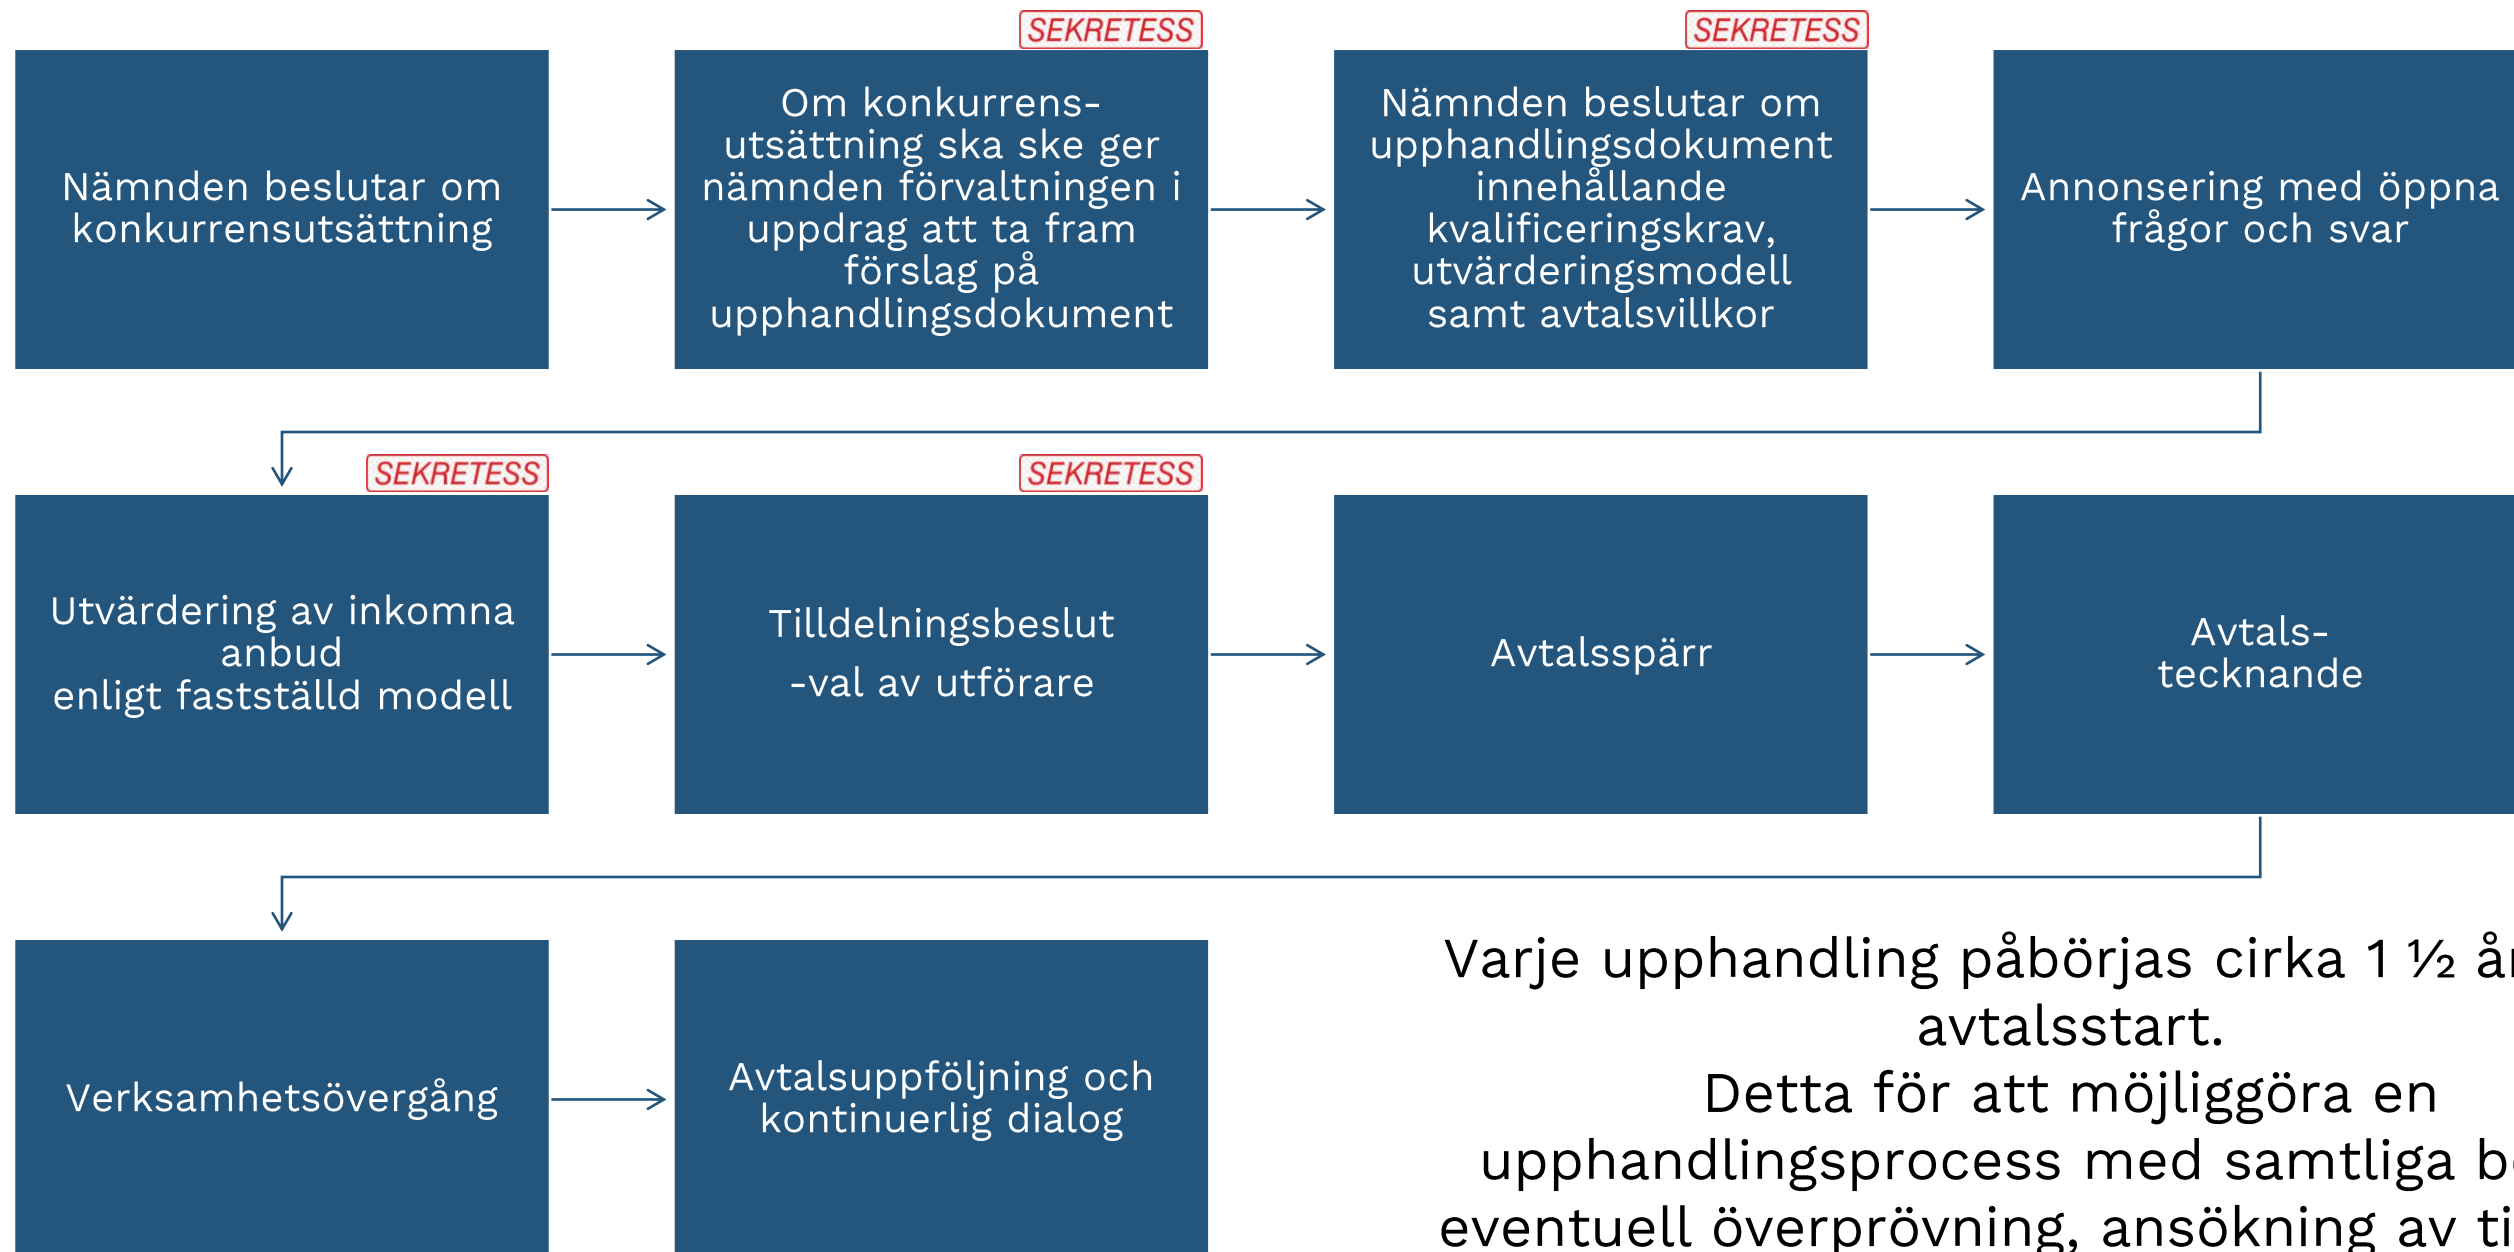 Nämnden beslutar om
konkurrensutsättning
SEKRETESS
Om konkurrens-
utsättning ska ske ger
nämnden förvaltningen i
uppdrag att ta fram
förslag på
upphandlingsdokument
SEKRETESS
Nämnden beslutar om
upphandlingsdokument
innehållande
kvalificeringskrav,
utvärderingsmodell
samt avtalsvillkor
Annonsering med öppna
frågor och svar
SEKRETESS
Utvärdering av inkomna
anbud
enligt fastställd modell
SEKRETESS
Tilldelningsbeslut
-val av utförare
Avtalsspärr
Avtals-
tecknande
Verksamhetsövergång
Avtalsuppföljning och
kontinuerlig dialog
Varje upphandling påbörjas cirka 1 ½
avtalsstart.
Detta för att möjliggöra en
upphandlingsprocess med samtliga
eventuell överprövning, ansökning av